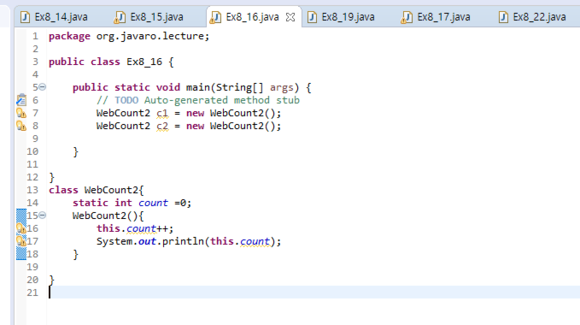 Ex8_14.java Ex8_15.java Ex8_16.java Ex8_19.java Ex8_17.java Ex8_22.java
1 package org.javaro.lecture;
2
3 public class Ex8_16 {
4
5 public static void main(String[] args) {
6 // TODO Auto-generated method stub
7 WebCount2 c1 = new WebCount2();
8 WebCount2 c2 = new WebCount2();
9
10 }
11
12 }
13 class WebCount2{
14 static int count =0;
15 WebCount2(){
16 this.count++;
17 System.out.println(this.count);
18 }
19
20 }
21